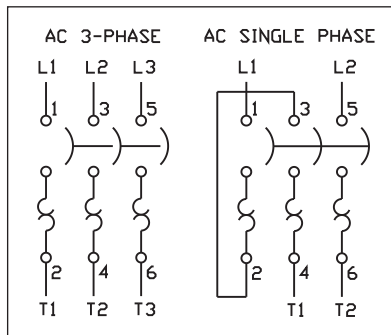 AC 3-PHASE
L1 L2 L3
1 3 5
2 4 6
T1 T2 T3
AC SINGLE PHASE
L1 L2
1 3 5
2 4 6
T1 T2